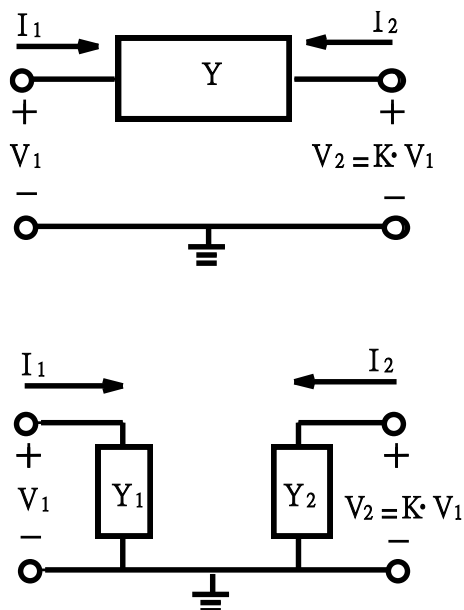 I1 I2
Y
+ +
V1 V2 = K· V1
− −
I1 I2
+ +
Y1 Y2
V1 V2 = K· V1
− −